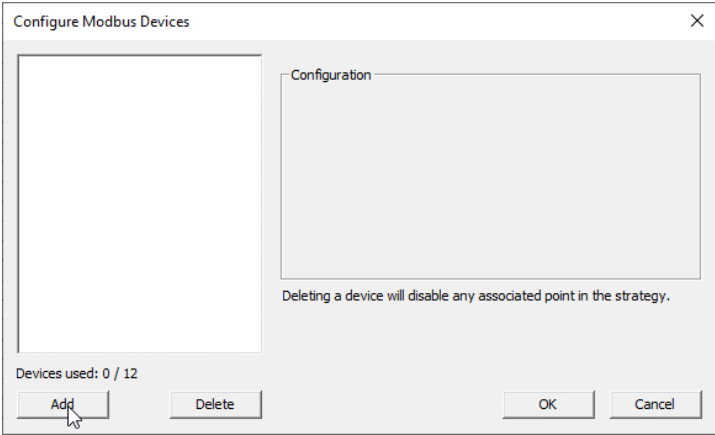 Configure Modbus Devices
Configuration
Deleting a device will disable any associated point in the strategy.
Devices used: 0 / 12
Add
Delete
OK
Cancel